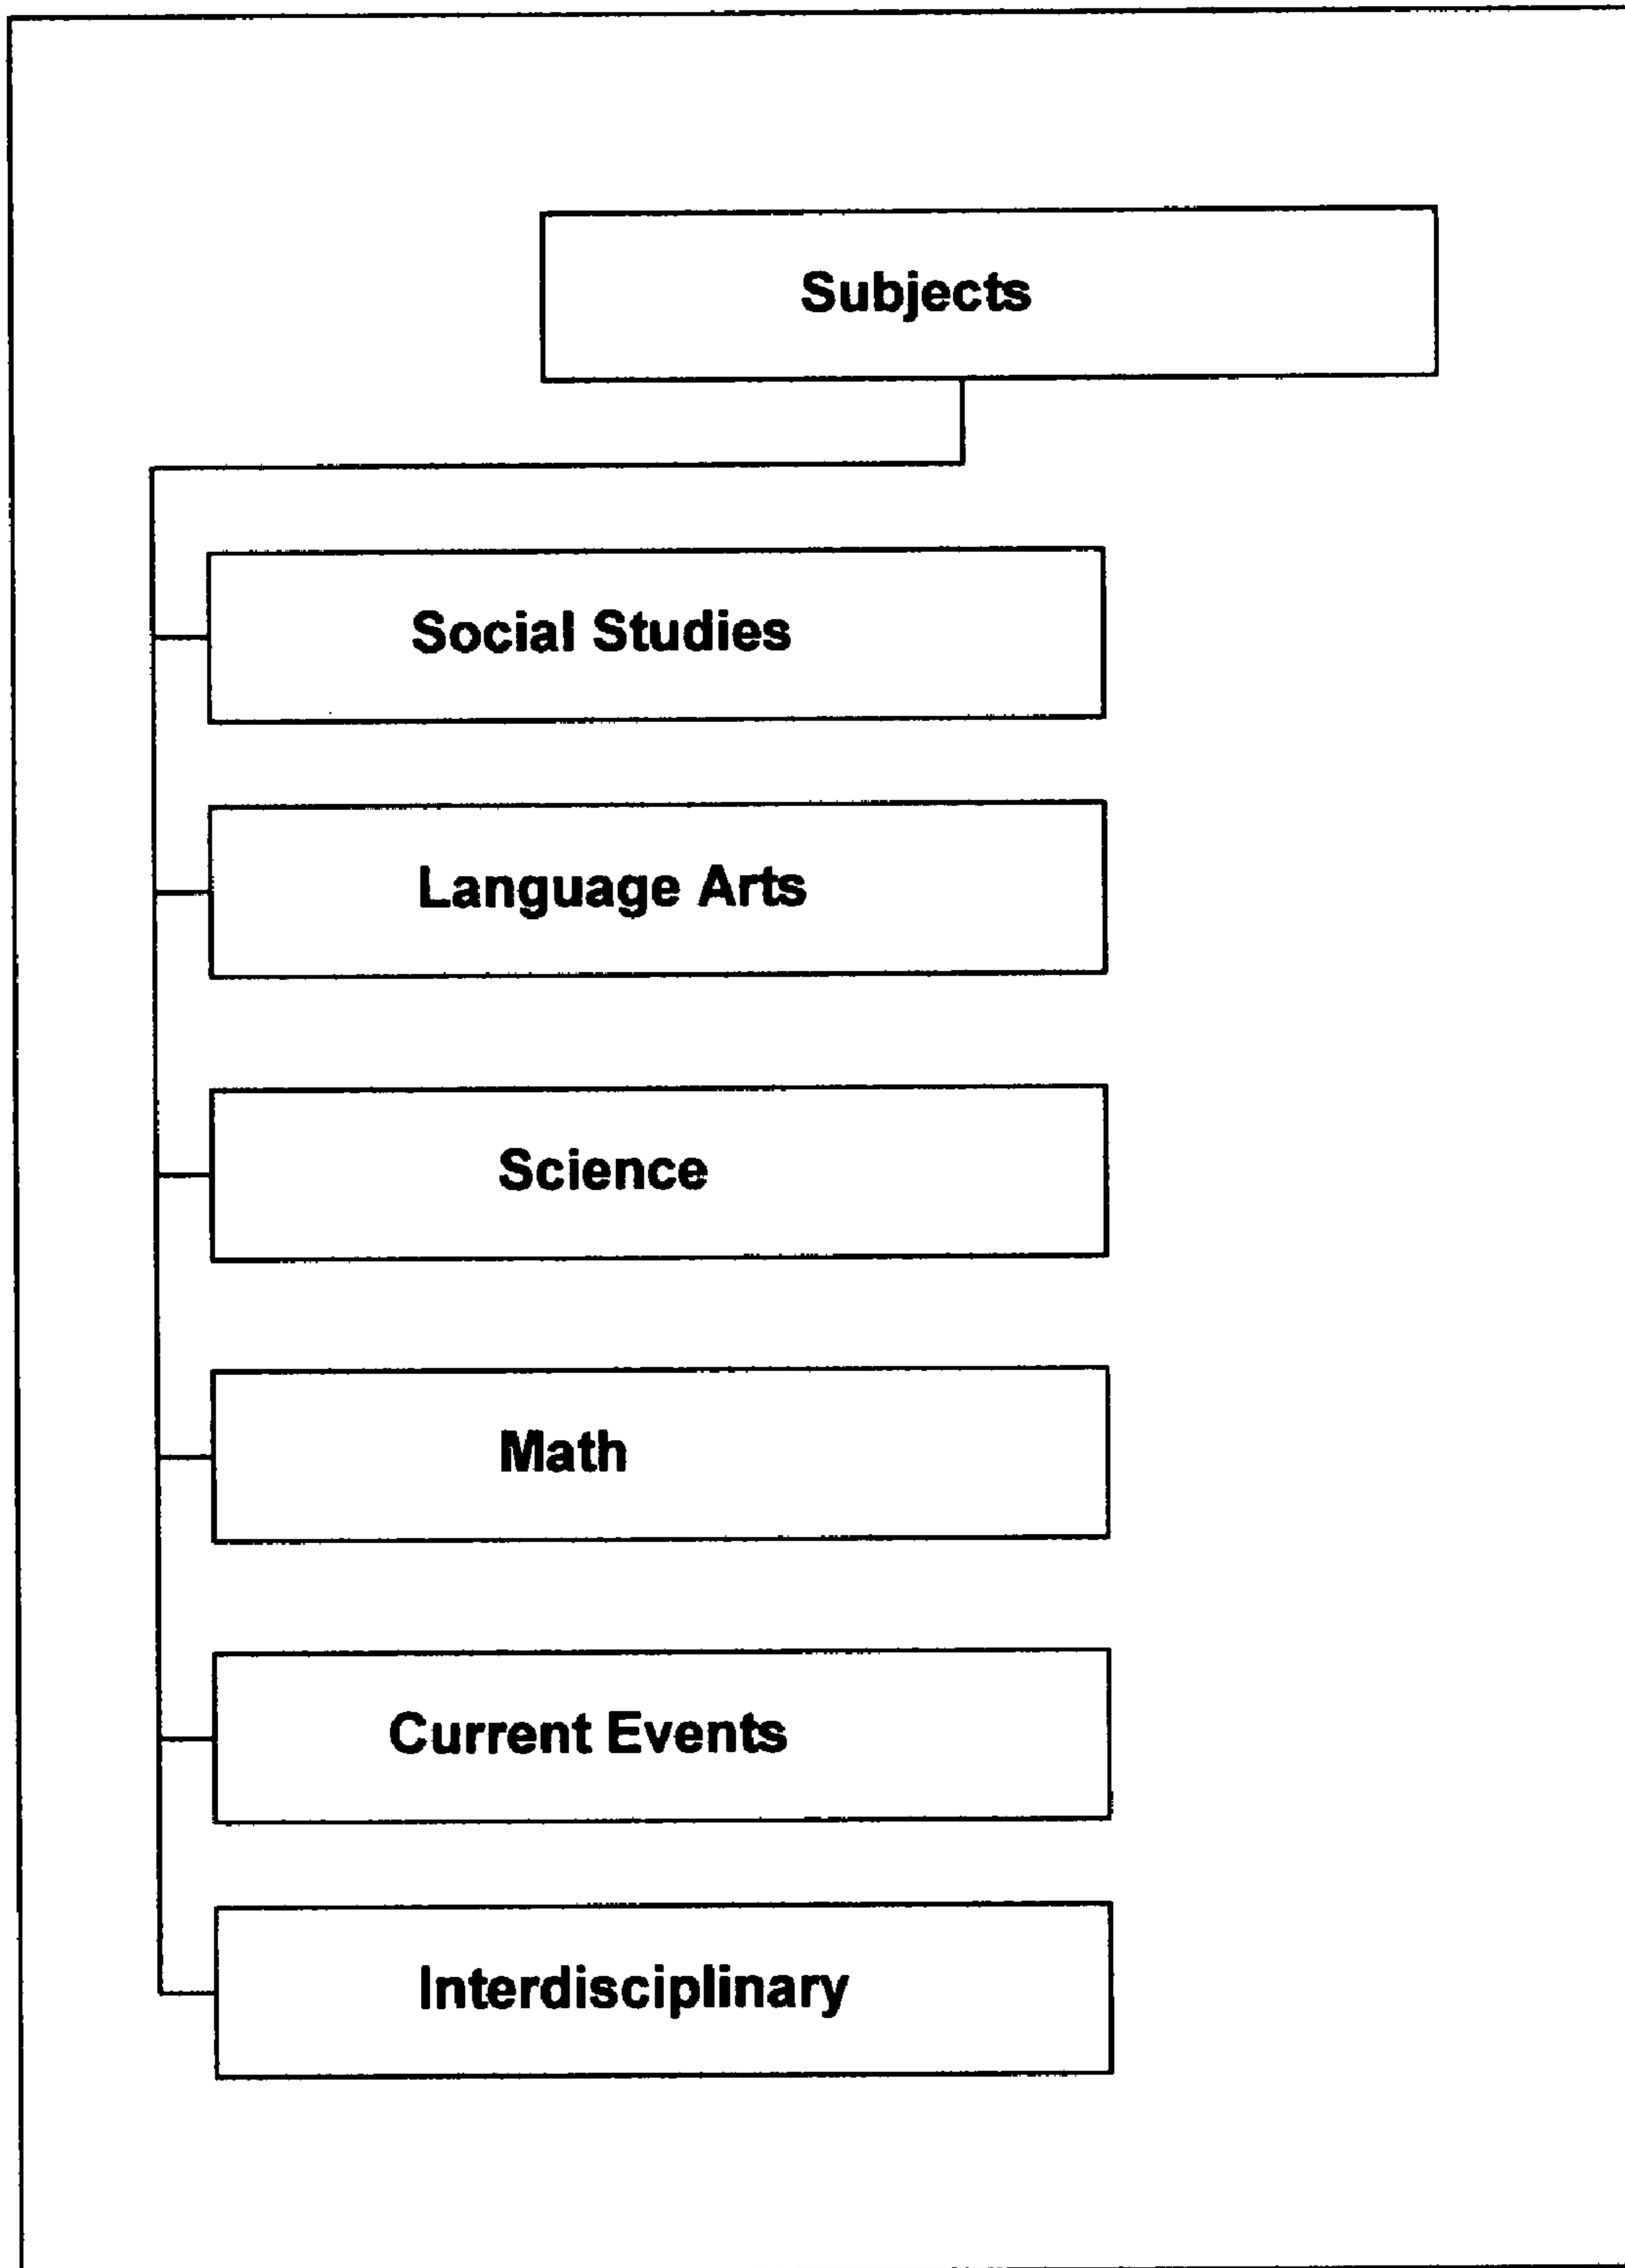 Subjects
Social Studies
Language Arts
Science
Math
Current Events
Interdisciplinary